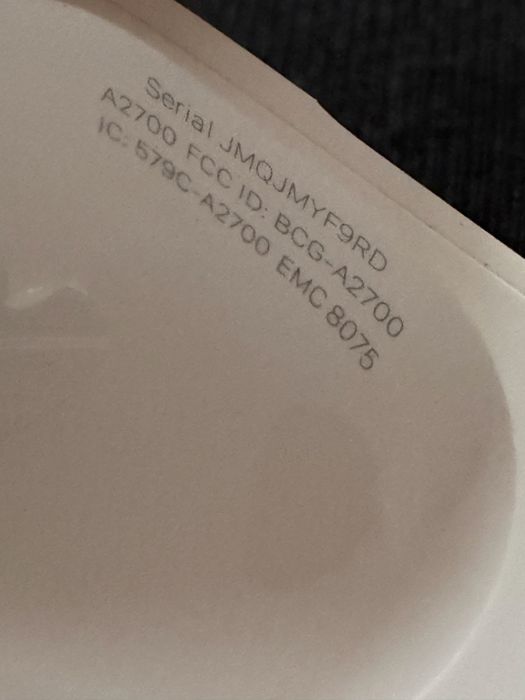 Serial JMQJMYF9RD
A2700 FCC ID: BCG-A2700
IC: 579C-A2700 EMC 8075